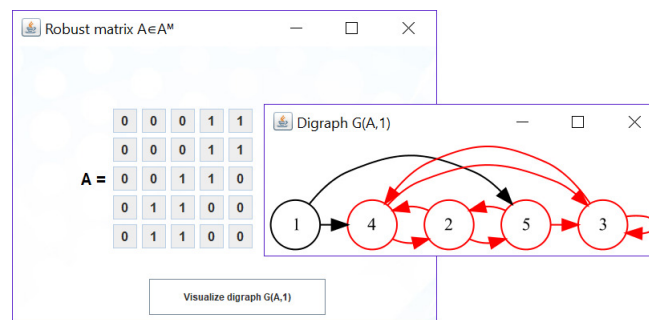 Robust matrix A∈Aᴹ
0 0 0 1 1
0 0 0 1 1
A = 0 0 1 1 0
0 1 1 0 0
0 1 1 0 0
Visualize digraph G(A,1)
Digraph G(A,1)
1 4 2 5 3